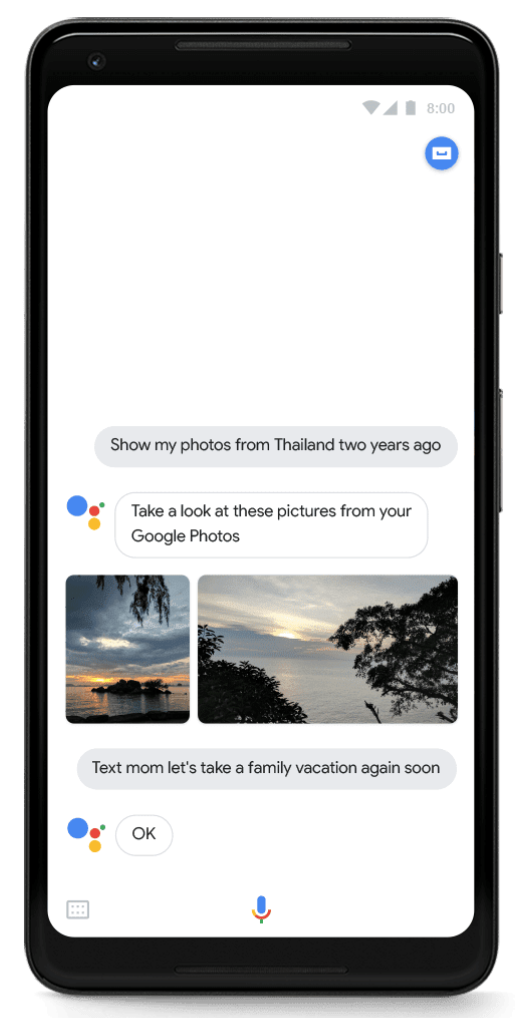 8:00
Show my photos from Thailand two years ago
Take a look at these pictures from your
Google Photos
Text mom let's take a family vacation again soon
OK